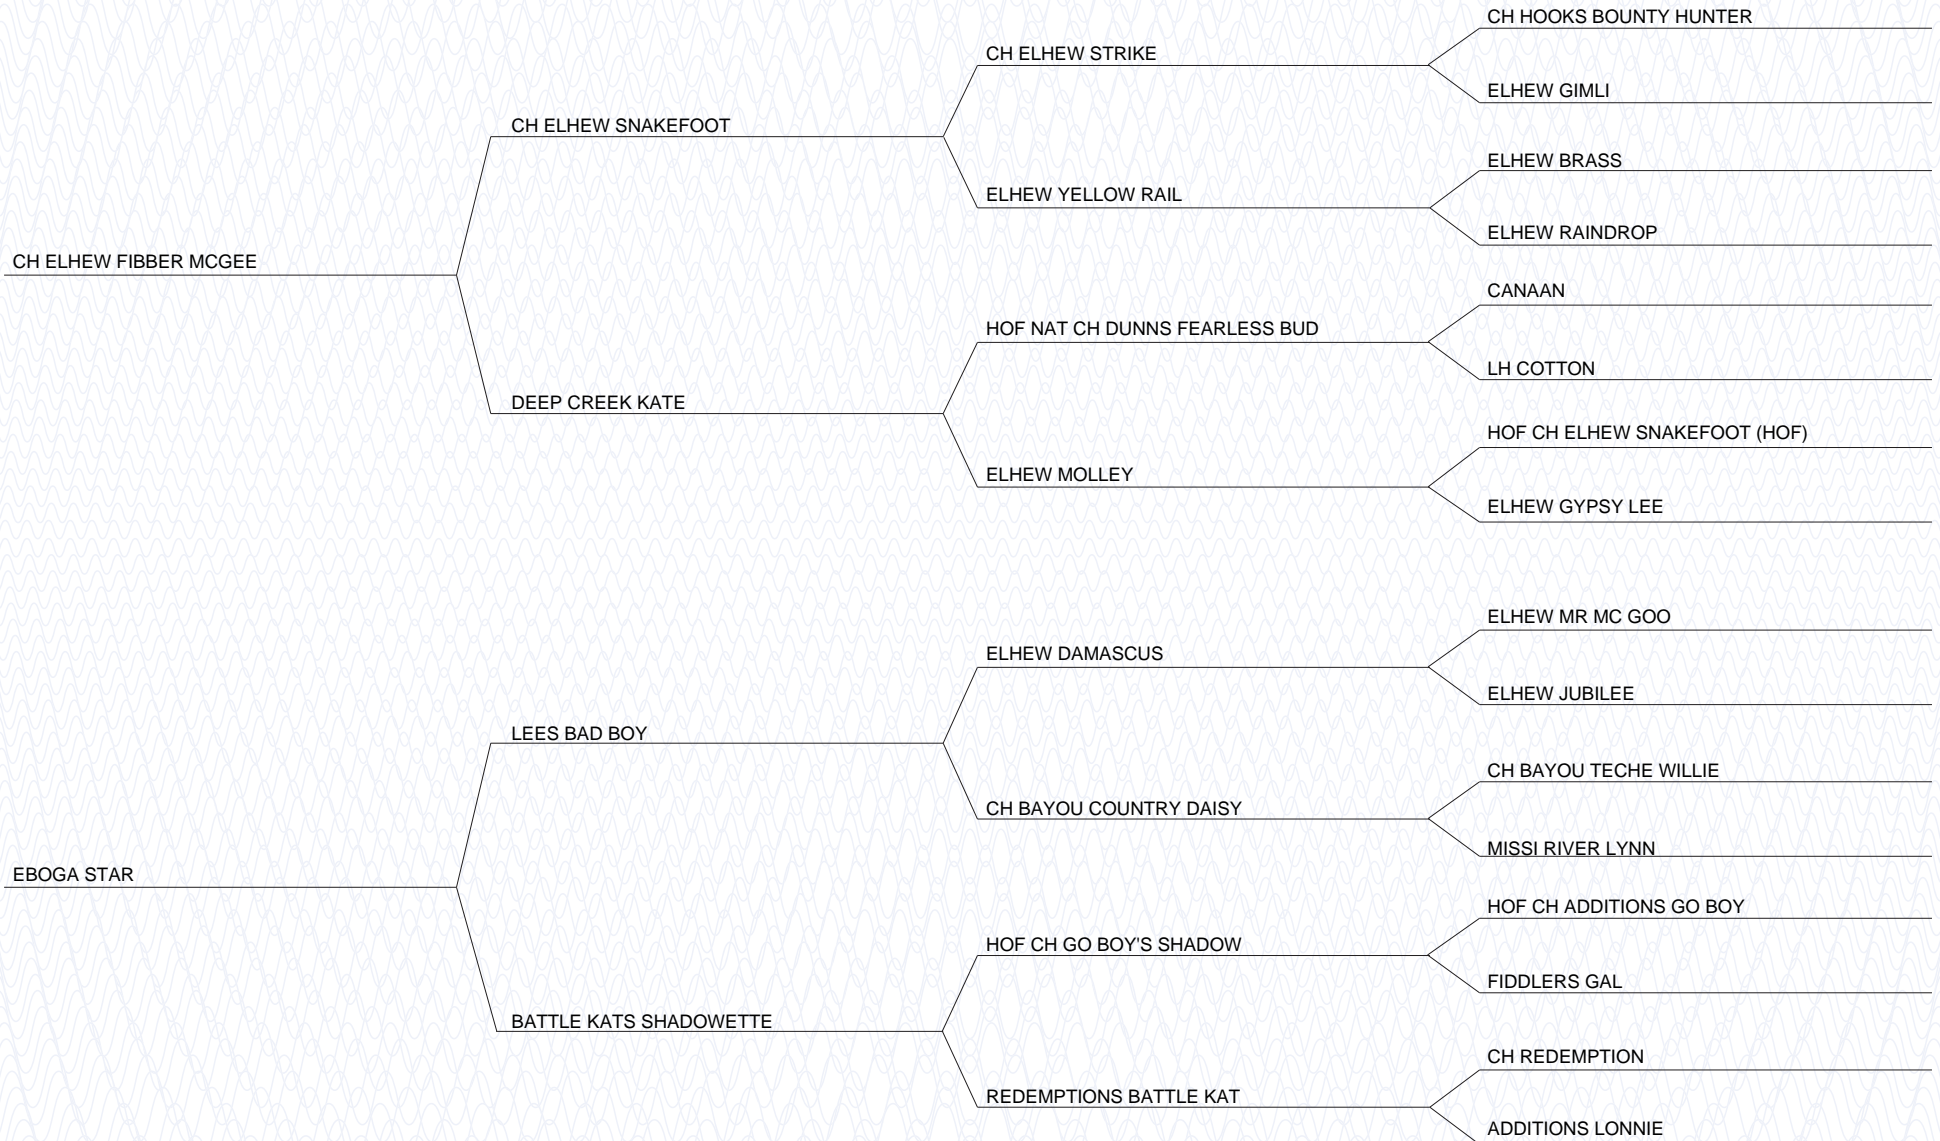 CH HOOKS BOUNTY HUNTER
CH ELHEW STRIKE
ELHEW GIMLI
CH ELHEW SNAKEFOOT
ELHEW BRASS
ELHEW YELLOW RAIL
ELHEW RAINDROP
CH ELHEW FIBBER MCGEE
CANAAN
HOF NAT CH DUNNS FEARLESS BUD
LH COTTON
DEEP CREEK KATE
HOF CH ELHEW SNAKEFOOT (HOF)
ELHEW MOLLEY
ELHEW GYPSY LEE
ELHEW MR MC GOO
ELHEW DAMASCUS
ELHEW JUBILEE
LEES BAD BOY
CH BAYOU TECHE WILLIE
CH BAYOU COUNTRY DAISY
MISSI RIVER LYNN
EBOGA STAR
HOF CH ADDITIONS GO BOY
HOF CH GO BOY'S SHADOW
FIDDLERS GAL
BATTLE KATS SHADOWETTE
CH REDEMPTION
REDEMPTIONS BATTLE KAT
ADDITIONS LONNIE